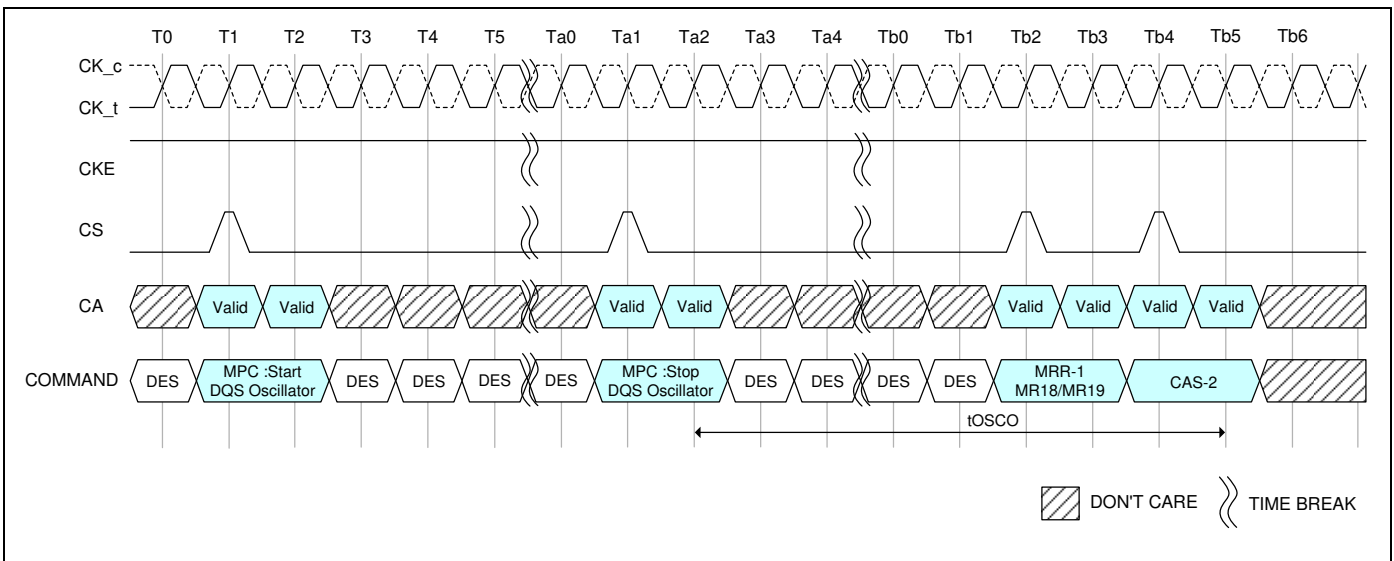 T0 T1 T2 T3 T4 T5 Ta0 Ta1 Ta2 Ta3 Ta4 Tb0 Tb1 Tb2 Tb3 Tb4 Tb5 Tb6
CK_c
CK_t
CKE
CS
CA Valid Valid Valid Valid Valid Valid Valid Valid
COMMAND DES MPC :Start DES DES DES DES MPC :Stop DES DES DES DES MRR-1 CAS-2
DQS Oscillator DQS Oscillator MR18/MR19
tOSCO
DON'T CARE TIME BREAK